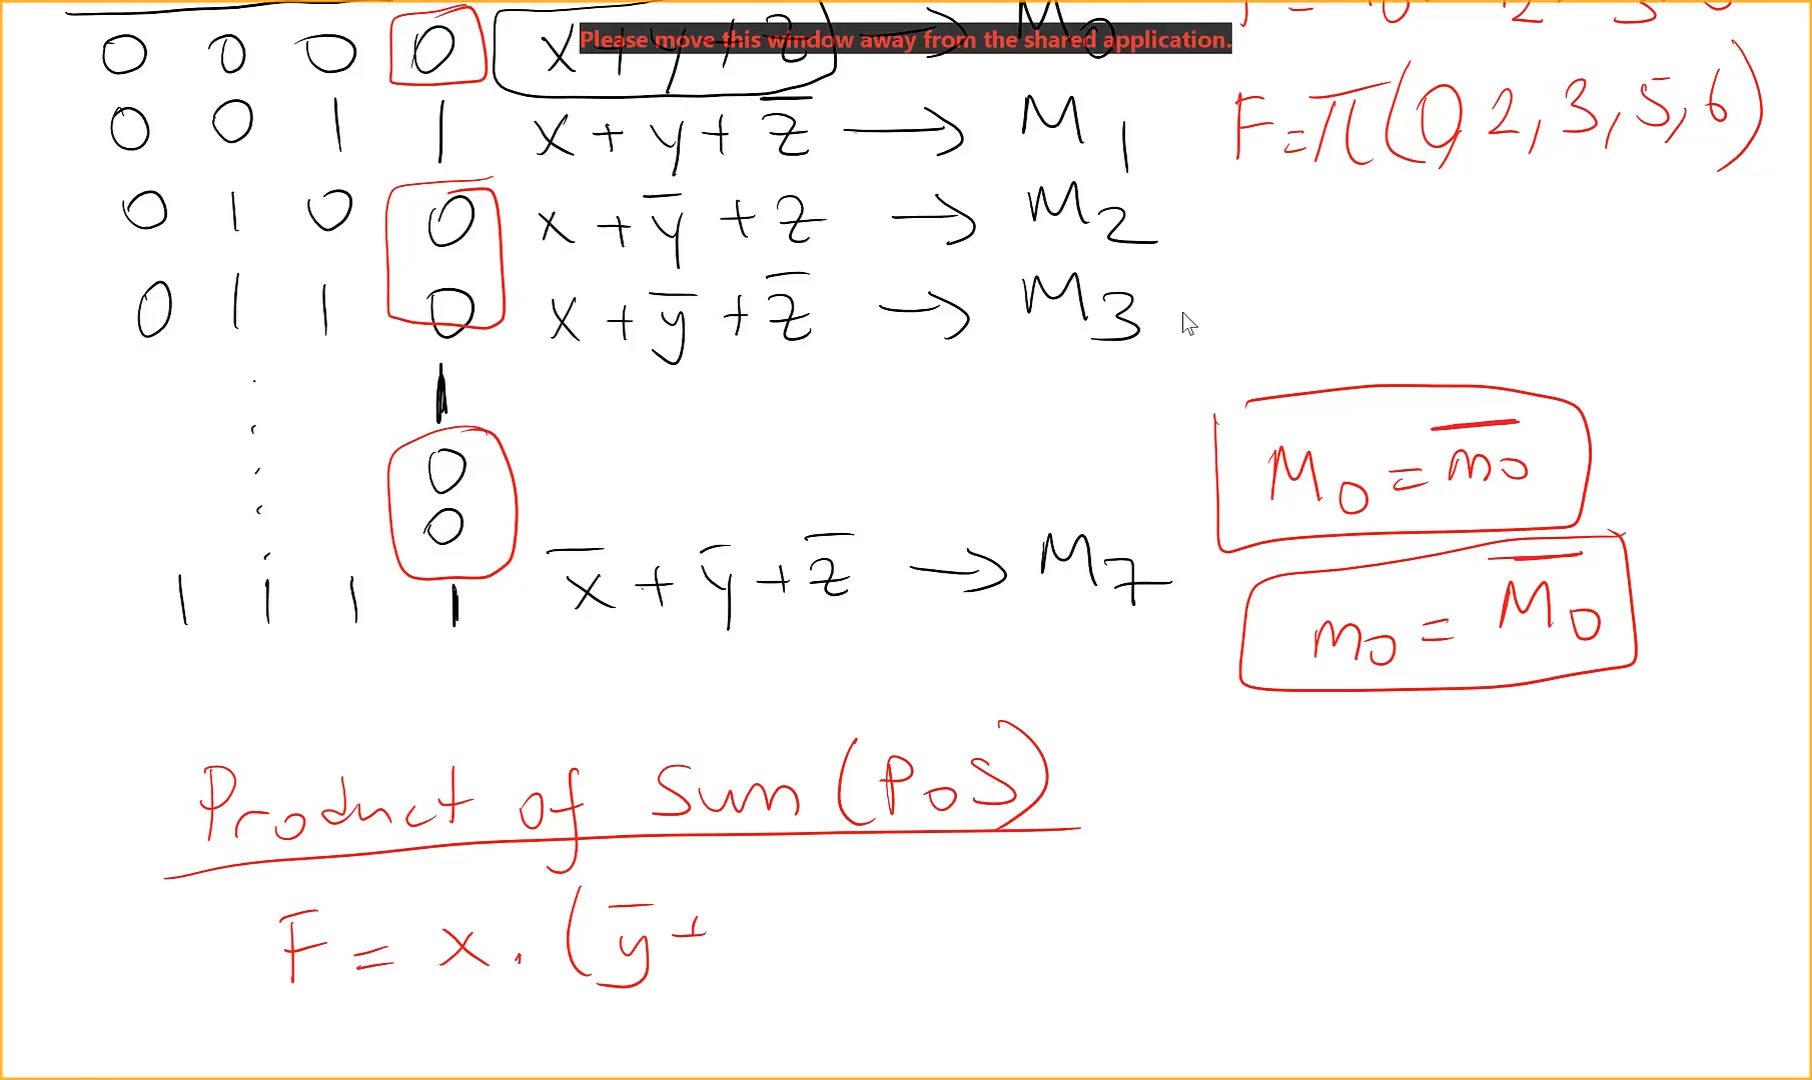 Please move this window away from the shared application.
0 0 0 0 x + y + z → M0
F = π(0, 2, 3, 5, 6)
0 0 1 1 x + y + z̅ → M1
0 1 0 0 x + y̅ + z → M2
0 1 1 0 x + y̅ + z̅ → M3
1
0
0
M0 = m̅0̅
1 1 1 1 x̅ + y̅ + z̅ → M7
m0 = M̅0̅
Product of Sum (PoS)
F = x . (y̅ +